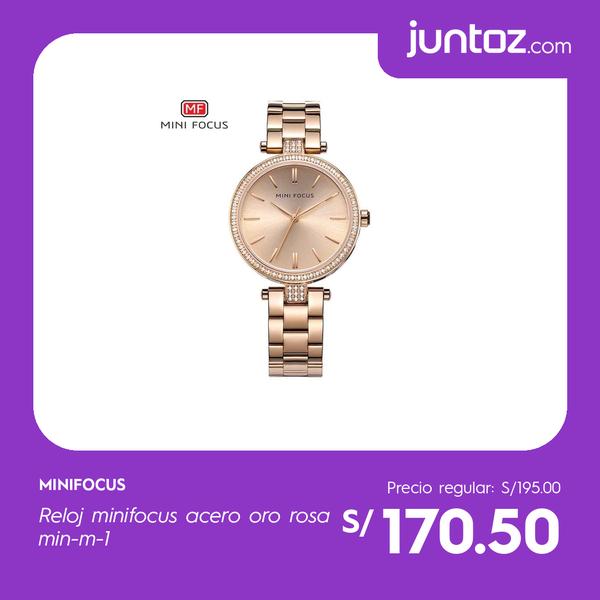 juntoz.com
MF
MINI FOCUS
MINI FOCUS
MINIFOCUS
Precio regular: S/195.00
Reloj minifocus acero oro rosa
min-m-1
S/170.50